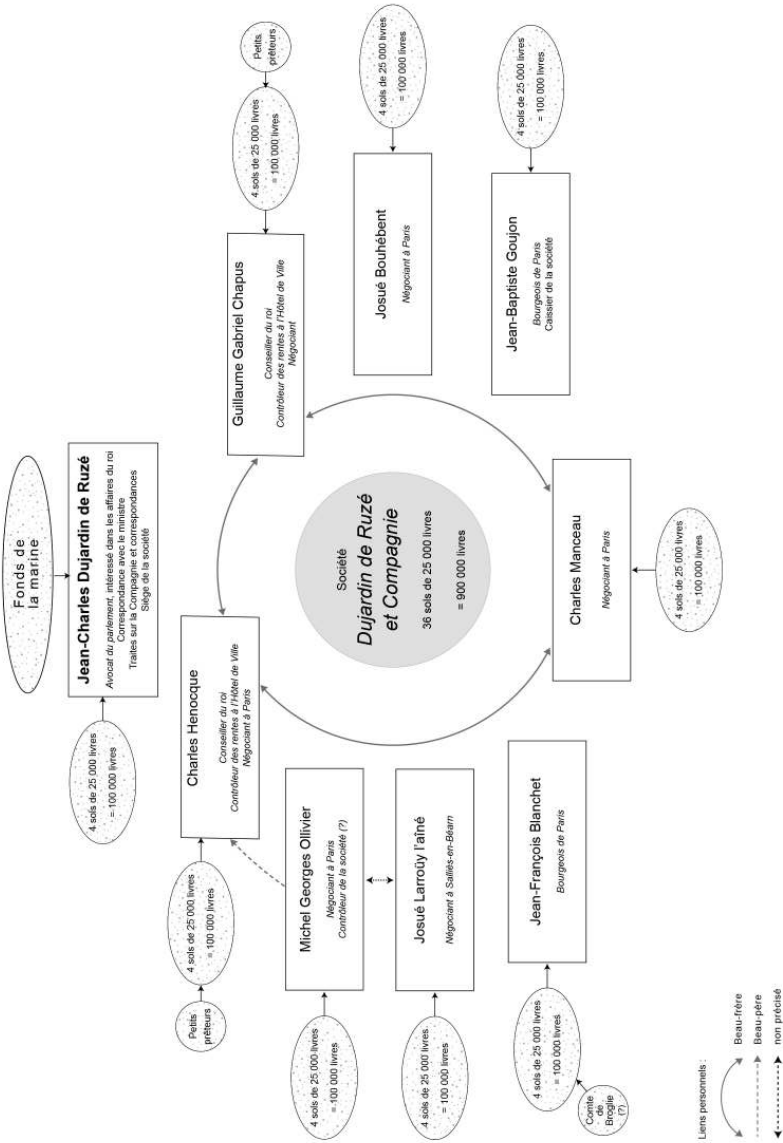 Fonds de
la marine
4 sols de 25 000 livres
= 100 000 livres
Jean-Charles Dujardin de Ruzé
Avocat du parlement, intéressé dans les affaires du roi
Correspondance avec le ministre
Traites sur la Compagnie et correspondances
Siège de la société
Petits
prêteurs
4 sols de 25 000 livres
= 100 000 livres
Charles Henocque
Conseiller du roi
Contrôleur des rentes à l'Hôtel de Ville
Négociant à Paris
Guillaume Gabriel Chapus
Conseiller du roi
Contrôleur des rentes à l'Hôtel de Ville
Négociant
4 sols de 25 000 livres
= 100 000 livres
Petits
prêteurs
4 sols de 25 000 livres
= 100 000 livres
Michel Georges Ollivier
Négociant à Paris
Contrôleur de la société (?)
Société
Dujardin de Ruzé
et Compagnie
36 sols de 25 000 livres
= 900 000 livres
Josué Bouhébent
Négociant à Paris
4 sols de 25 000 livres
= 100 000 livres
4 sols de 25 000 livres
= 100 000 livres
Josué Larroüy l'aîné
Négociant à Salliés-en-Béarn
Jean-Baptiste Goujon
Bourgeois de Paris
Caissier de la société
4 sols de 25 000 livres
= 100 000 livres
Comte
de
Broglie
(?)
4 sols de 25 000 livres
= 100 000 livres
Jean-François Blanchet
Bourgeois de Paris
Charles Manceau
Négociant à Paris
4 sols de 25 000 livres
= 100 000 livres
Liens personnels :
Beau-frère
Beau-père
non précisé